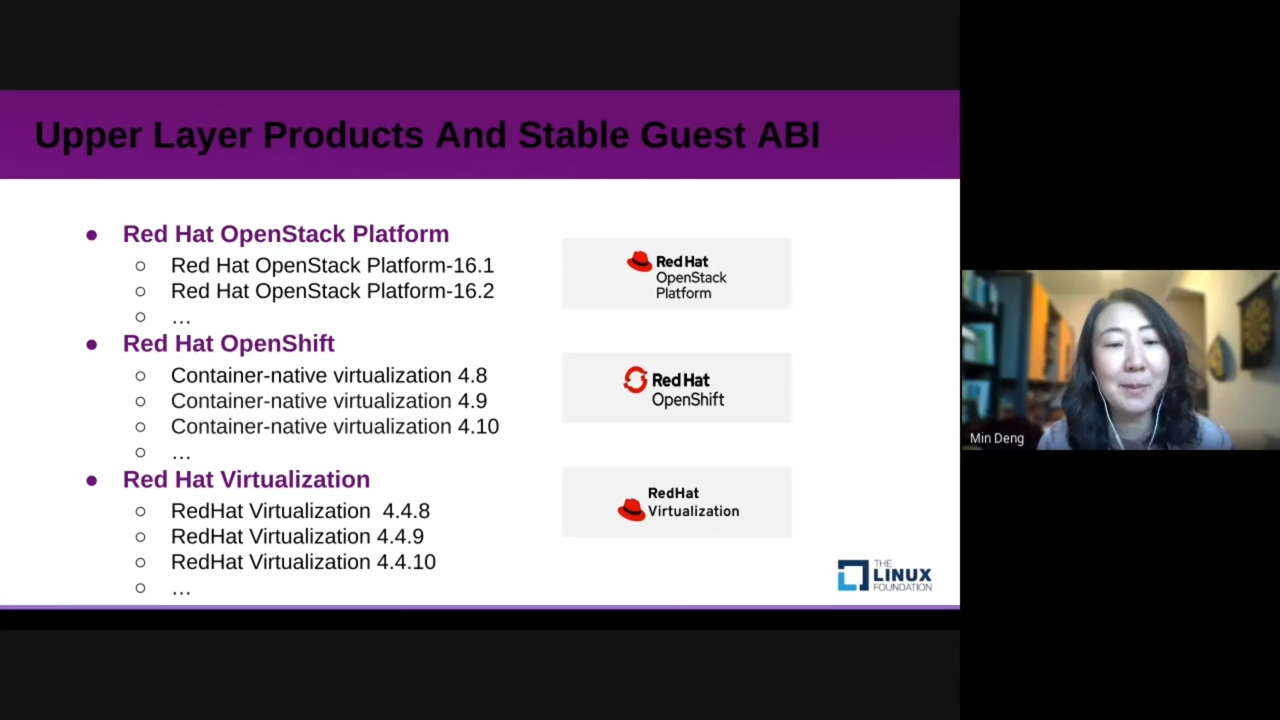 Upper Layer Products And Stable Guest ABI
● Red Hat OpenStack Platform
○ Red Hat OpenStack Platform-16.1
○ Red Hat OpenStack Platform-16.2
○ …
● Red Hat OpenShift
○ Container-native virtualization 4.8
○ Container-native virtualization 4.9
○ Container-native virtualization 4.10
○ …
● Red Hat Virtualization
○ RedHat Virtualization  4.4.8
○ RedHat Virtualization 4.4.9
○ RedHat Virtualization 4.4.10
○ …
Red Hat
OpenStack
Platform
Red Hat
OpenShift
RedHat
Virtualization
THE
LINUX
FOUNDATION
Min Deng